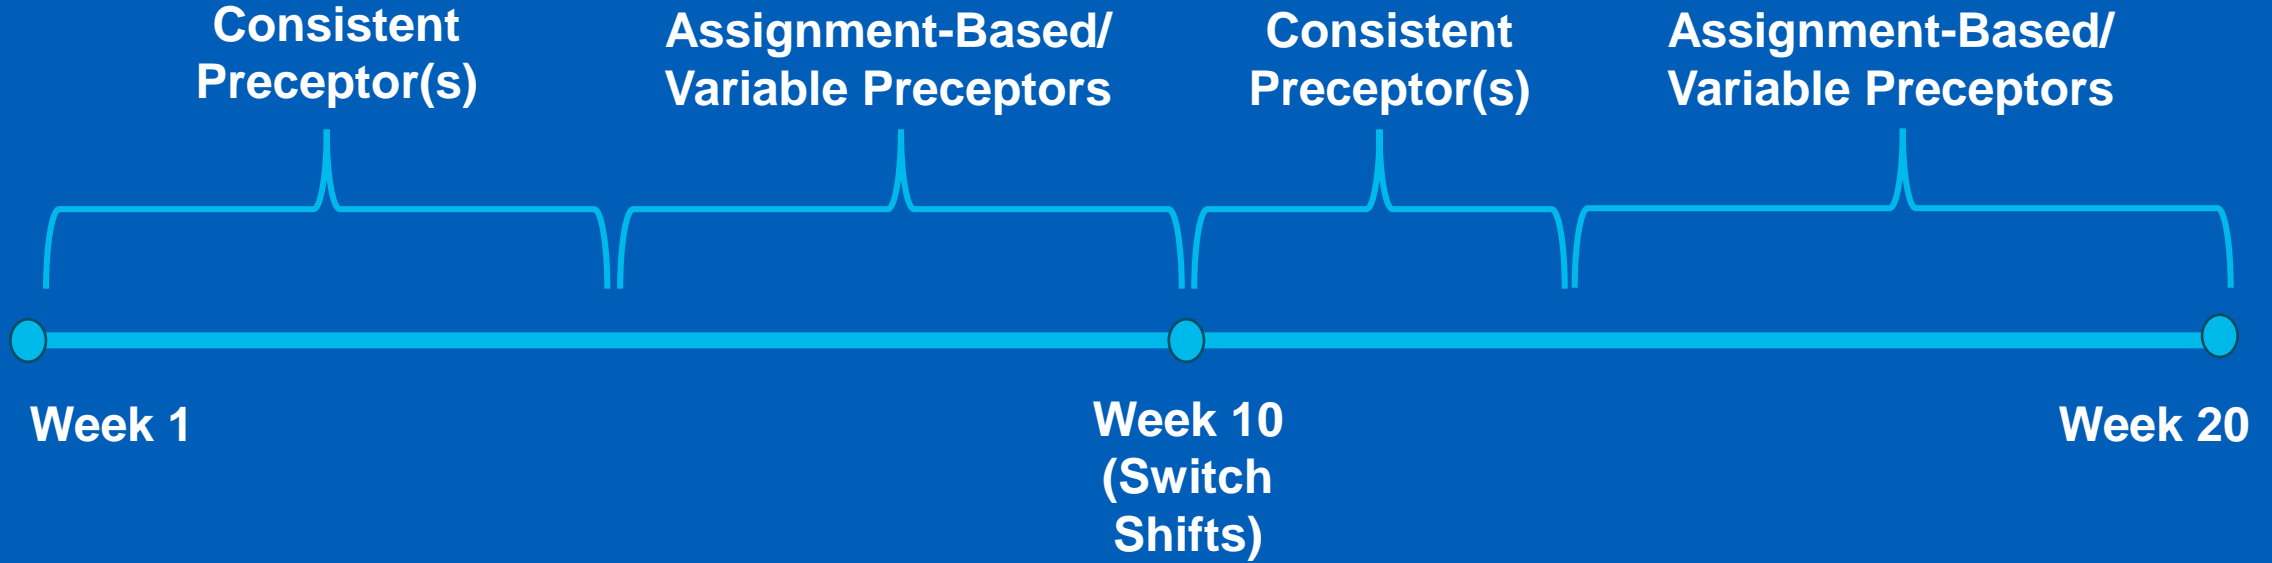 Consistent
Preceptor(s)
Assignment-Based/
Variable Preceptors
Consistent
Preceptor(s)
Assignment-Based/
Variable Preceptors
Week 1
Week 10
(Switch
Shifts)
Week 20